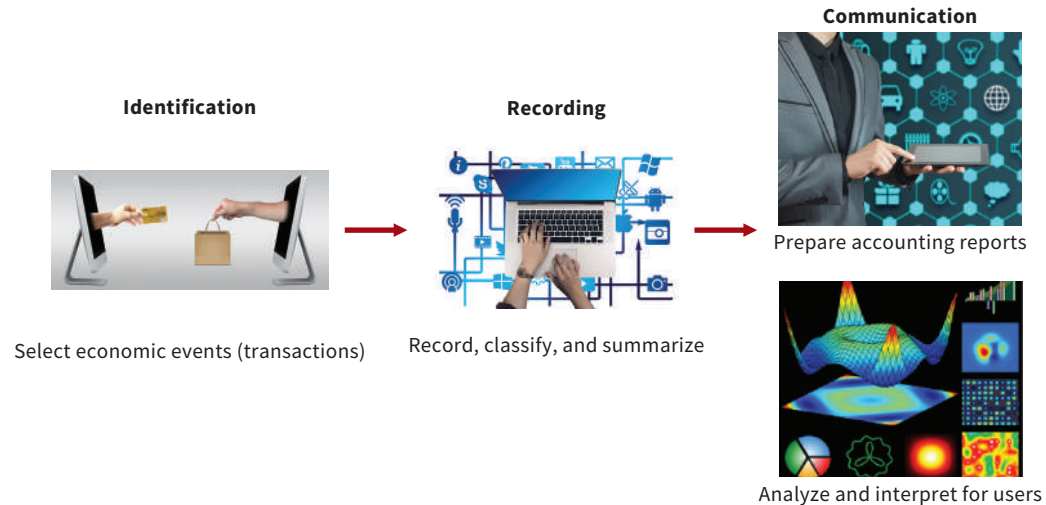 Identification
Select economic events (transactions)
Recording
Record, classify, and summarize
Communication
Prepare accounting reports
Analyze and interpret for users